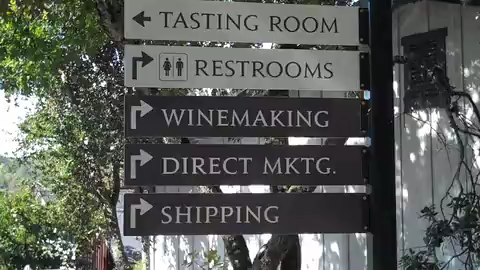 TASTING ROOM
RESTROOMS
WINEMAKING
DIRECT MKTG.
SHIPPING